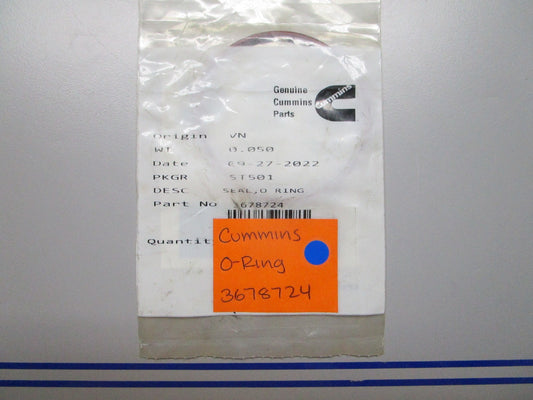 Genuine
Cummins
Parts
Cummins
Origin VN
WT 0.050
Date 09-27-2022
PKGR ST501
DESC SEAL,O RING
Part No 3678724
Quantit
Cummins
O-Ring
3678724